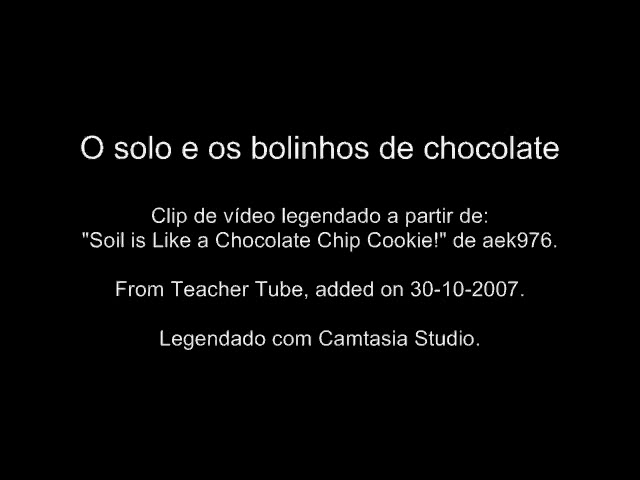 O solo e os bolinhos de chocolate
Clip de vídeo legendado a partir de:
"Soil is Like a Chocolate Chip Cookie!" de aek976.
From Teacher Tube, added on 30-10-2007.
Legendado com Camtasia Studio.